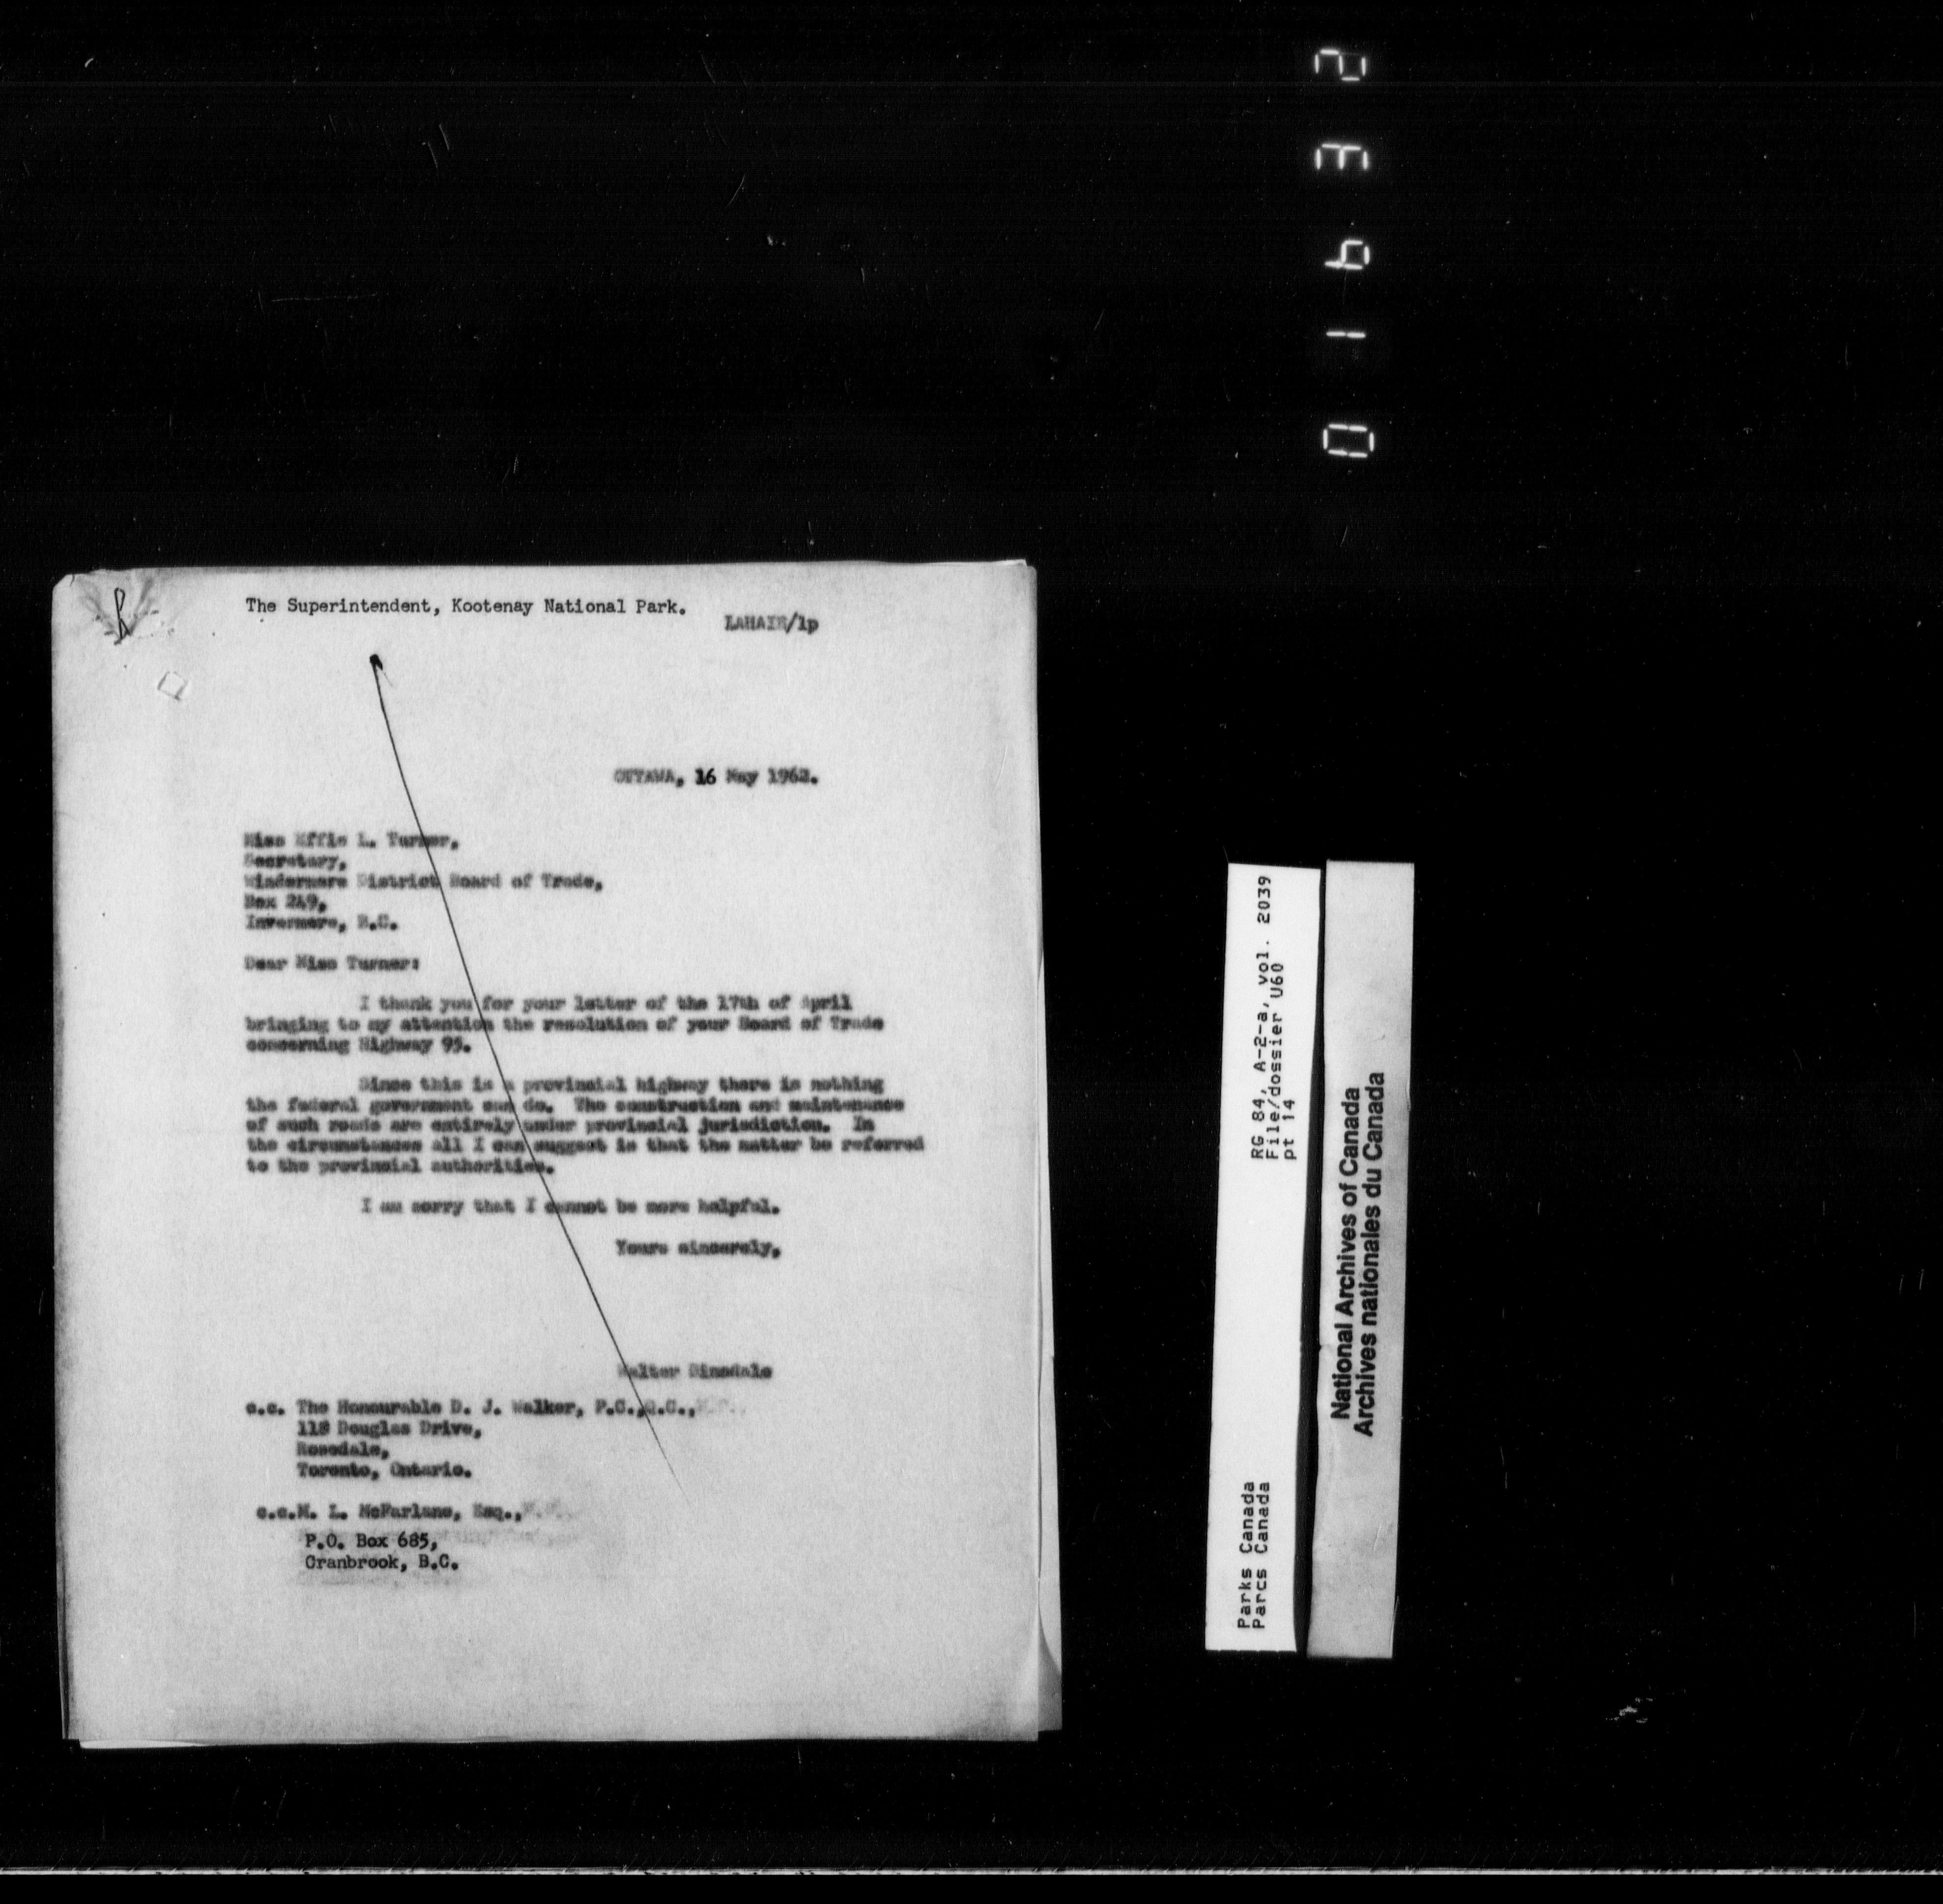 The Superintendent, Kootenay National Park.
LAHAIE/lp
OTTAWA, 16 May 1962.
Miss Effie L. Turner,
Secretary,
Windermere District Board of Trade,
Box 249,
Invermere, B.C.
Dear Miss Turner:
I thank you for your letter of the 17th of April
bringing to my attention the resolution of your Board of Trade
concerning Highway 95.
Since this is a provincial highway there is nothing
the federal government can do. The construction and maintenance
of such roads are entirely under provincial jurisdiction. In
the circumstances all I can suggest is that the matter be referred
to the provincial authorities.
I am sorry that I cannot be more helpful.
Yours sincerely,
Walter Dinsdale
c.c. The Honourable D. J. Walker, P.C.,Q.C.,
118 Douglas Drive,
Rosedale,
Toronto, Ontario.
c.c.M. L. McFarlane, Esq.,
P.O. Box 685,
Cranbrook, B.C.
01632
RG 84, A-2-a, vol. 2039
File/dossier U60
pt 14
Parks Canada
Parcs Canada
National Archives of Canada
Archives nationales du Canada